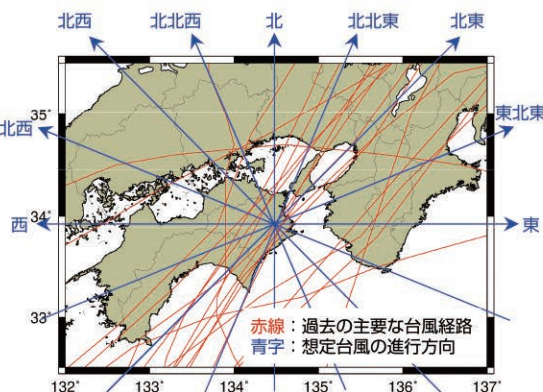 北西
北北西
北
北北東
北東
35°
東北東
北西
34°
西
東
33°
赤線：過去の主要な台風経路
青字：想定台風の進行方向
132°
133°
134°
135°
136°
137°